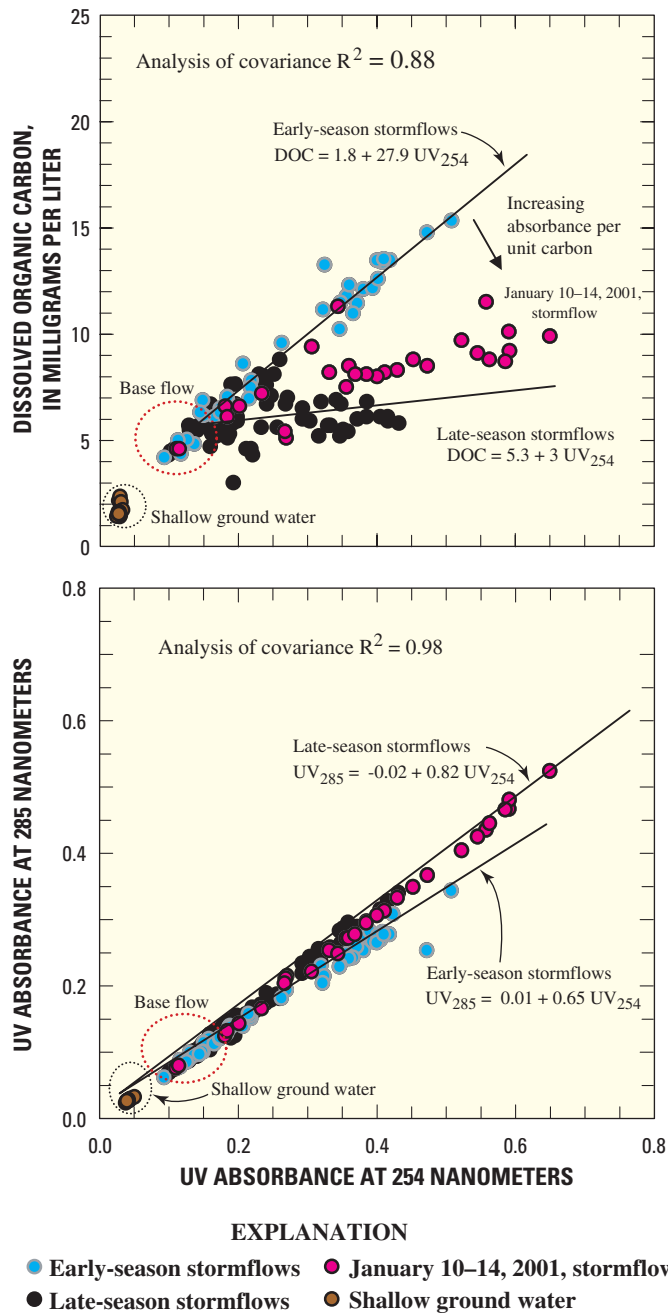 25
20
15
10
5
0
DISSOLVED ORGANIC CARBON,
IN MILLIGRAMS PER LITER
Analysis of covariance R² = 0.88
Early-season stormflows
DOC = 1.8 + 27.9 UV₂₅₄
Increasing
absorbance per
unit carbon
January 10–14, 2001,
stormflow
Base flow
Late-season stormflows
DOC = 5.3 + 3 UV₂₅₄
Shallow ground water
0.8
0.6
0.4
0.2
0.0
UV ABSORBANCE AT 285 NANOMETERS
Analysis of covariance R² = 0.98
Late-season stormflows
UV₂₈₅ = -0.02 + 0.82 UV₂₅₄
Base flow
Early-season stormflows
UV₂₈₅ = 0.01 + 0.65 UV₂₅₄
Shallow ground water
0.0 0.2 0.4 0.6 0.8
UV ABSORBANCE AT 254 NANOMETERS
EXPLANATION
Early-season stormflows January 10–14, 2001, stormflo
Late-season stormflows Shallow ground water